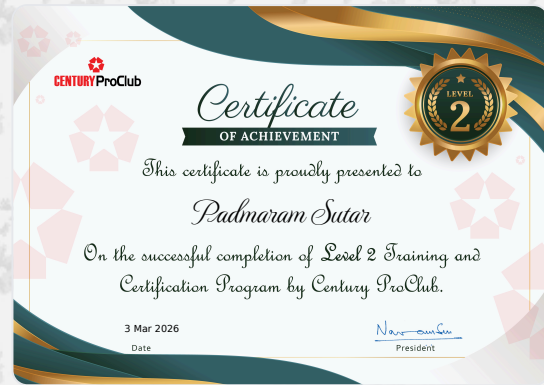 CENTURY ProClub
LEVEL
2
Certificate
OF ACHIEVEMENT
This certificate is proudly presented to
Padmaram Sutar
On the successful completion of Level 2 Training and
Certification Program by Century ProClub.
3 Mar 2026
Date
President